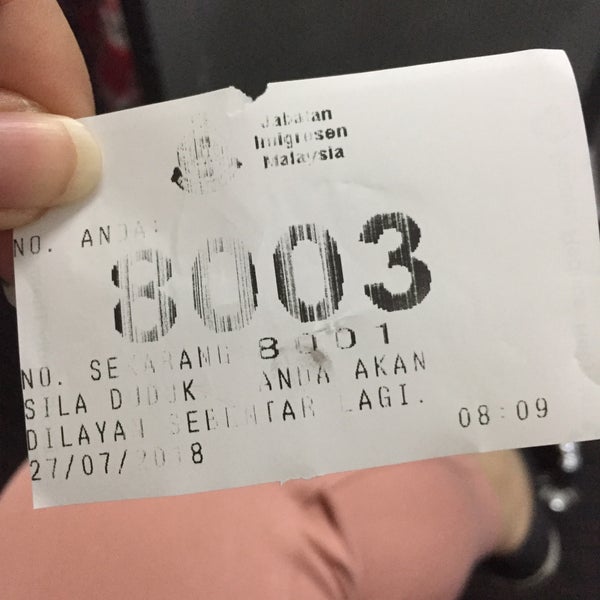 Jabatan
Imigresen
Malaysia
NO. ANDA:
8003
NO. SEKARANG 8001
SILA DUDUK. ANDA AKAN
DILAYAN SEBENTAR LAGI.
27/07/2018 08:09